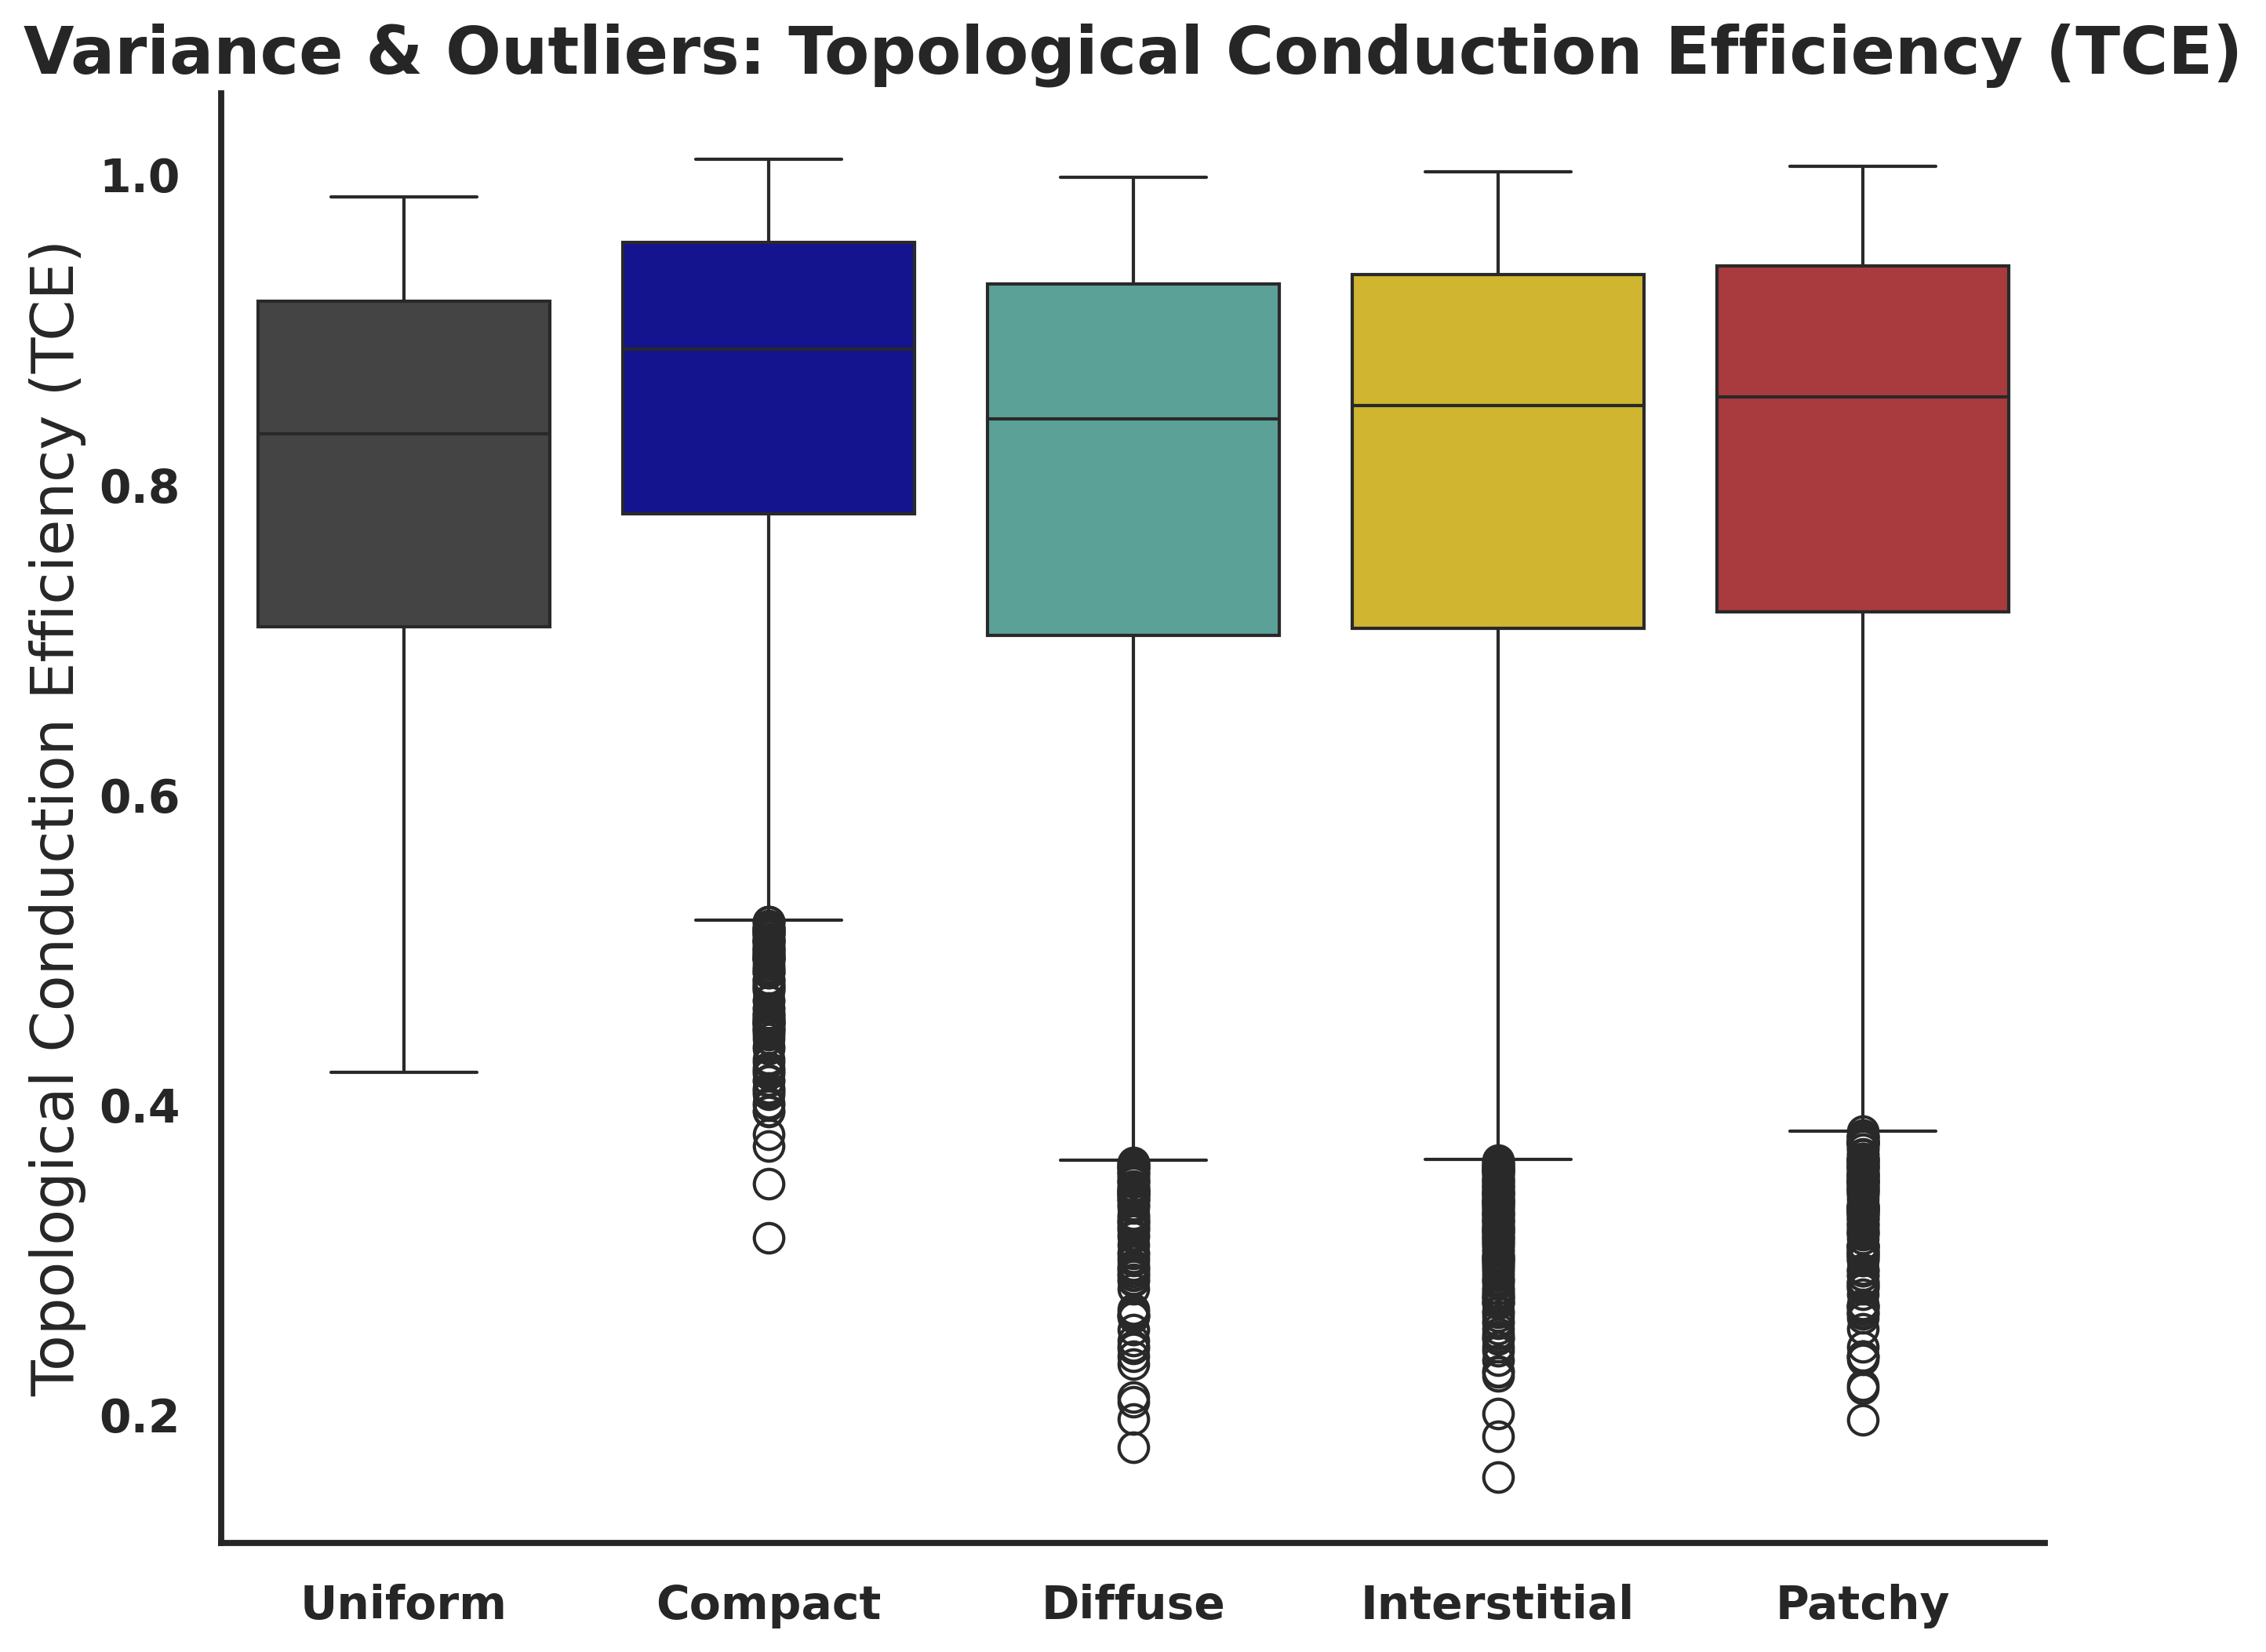 Variance & Outliers: Topological Conduction Efficiency (TCE)
Topological Conduction Efficiency (TCE)
1.0
0.8
0.6
0.4
0.2
Uniform Compact Diffuse Interstitial Patchy